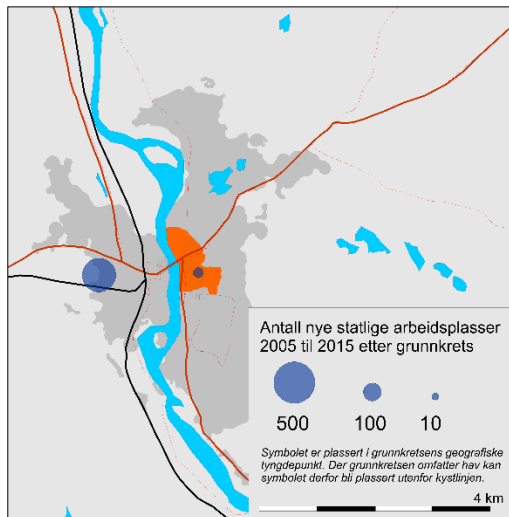 Antall nye statlige arbeidsplasser
2005 til 2015 etter grunnkrets
500 100 10
Symbolet er plassert i grunnkretsens geografiske
tyngdepunkt. Der grunnkretsen omfatter hav kan
symbolet derfor bli plassert utenfor kystlinjen.
4 km